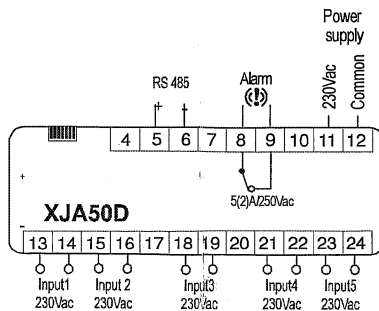 Power
supply
RS 485
Alarm
230Vac
Common
+
-
4 5 6 7 8 9 10 11 12
+
5(2)A/250Vac
-
XJA50D
13 14 15 16 17 18 19 20 21 22 23 24
Input1 Input 2 Input3 Input4 Input5
230Vac 230Vac 230Vac 230Vac 230Vac